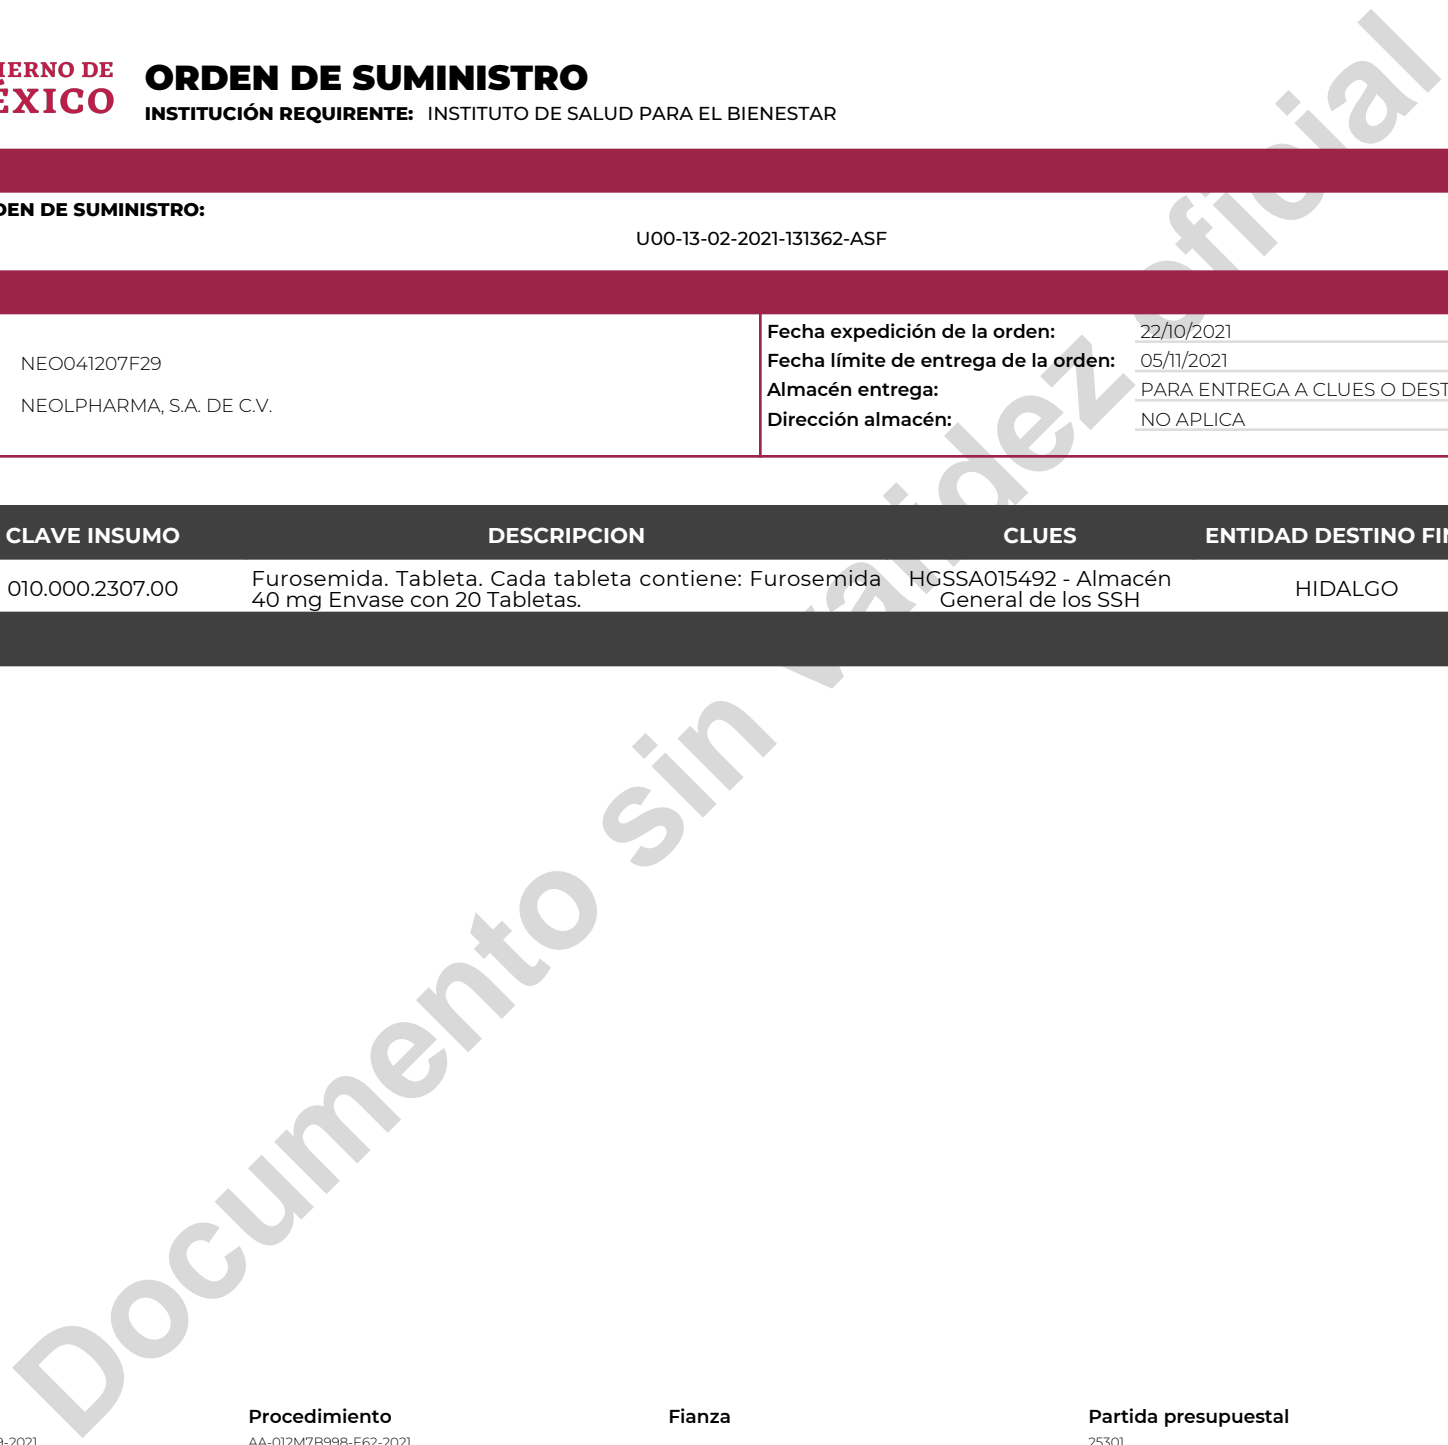 IERNO DE
ÉXICO
ORDEN DE SUMINISTRO
INSTITUCIÓN REQUIRENTE: INSTITUTO DE SALUD PARA EL BIENESTAR
DEN DE SUMINISTRO:
U00-13-02-2021-131362-ASF
NEO041207F29
NEOLPHARMA, S.A. DE C.V.
Fecha expedición de la orden: 22/10/2021
Fecha límite de entrega de la orden: 05/11/2021
Almacén entrega: PARA ENTREGA A CLUES O DEST
Dirección almacén: NO APLICA
CLAVE INSUMO DESCRIPCION CLUES ENTIDAD DESTINO FIN
010.000.2307.00
Furosemida. Tableta. Cada tableta contiene: Furosemida
40 mg Envase con 20 Tabletas.
HGSSA015492 - Almacén
General de los SSH
HIDALGO
Documento sin validez oficial
Procedimiento Fianza Partida presupuestal
9-2021 AA-012M7B998-E62-2021 25301